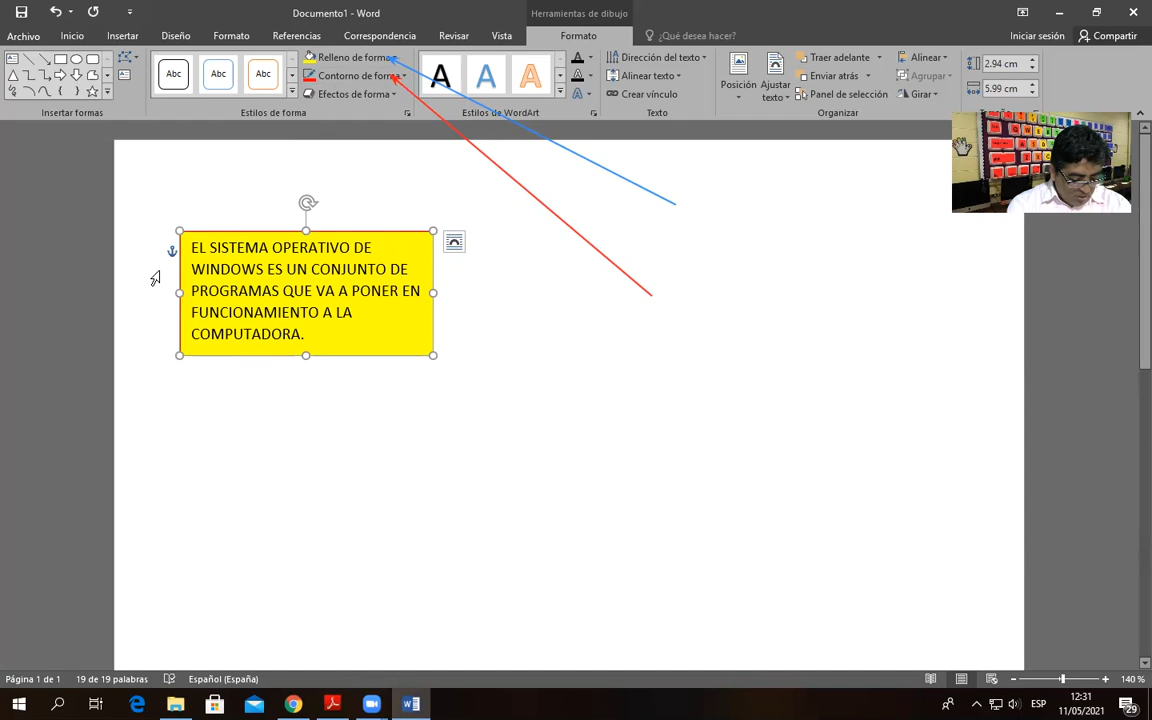 Documento1 - Word
Herramientas de dibujo
Archivo Inicio Insertar Diseño Formato Referencias Correspondencia Revisar Vista Formato ¿Qué desea hacer? Iniciar sesión Compartir
Abc Abc Abc
Relleno de forma
Contorno de forma
Efectos de forma
A A A
Dirección del texto
Alinear texto
Crear vínculo
Posición
Ajustar
texto
Traer adelante
Enviar atrás
Panel de selección
Alinear
Agrupar
Girar
2.94 cm
5.99 cm
Insertar formas Estilos de forma Estilos de WordArt Texto Organizar
EL SISTEMA OPERATIVO DE
WINDOWS ES UN CONJUNTO DE
PROGRAMAS QUE VA A PONER EN
FUNCIONAMIENTO A LA
COMPUTADORA.
Página 1 de 1 19 de 19 palabras Español (España) 140 %
ESP
12:31
11/05/2021
29